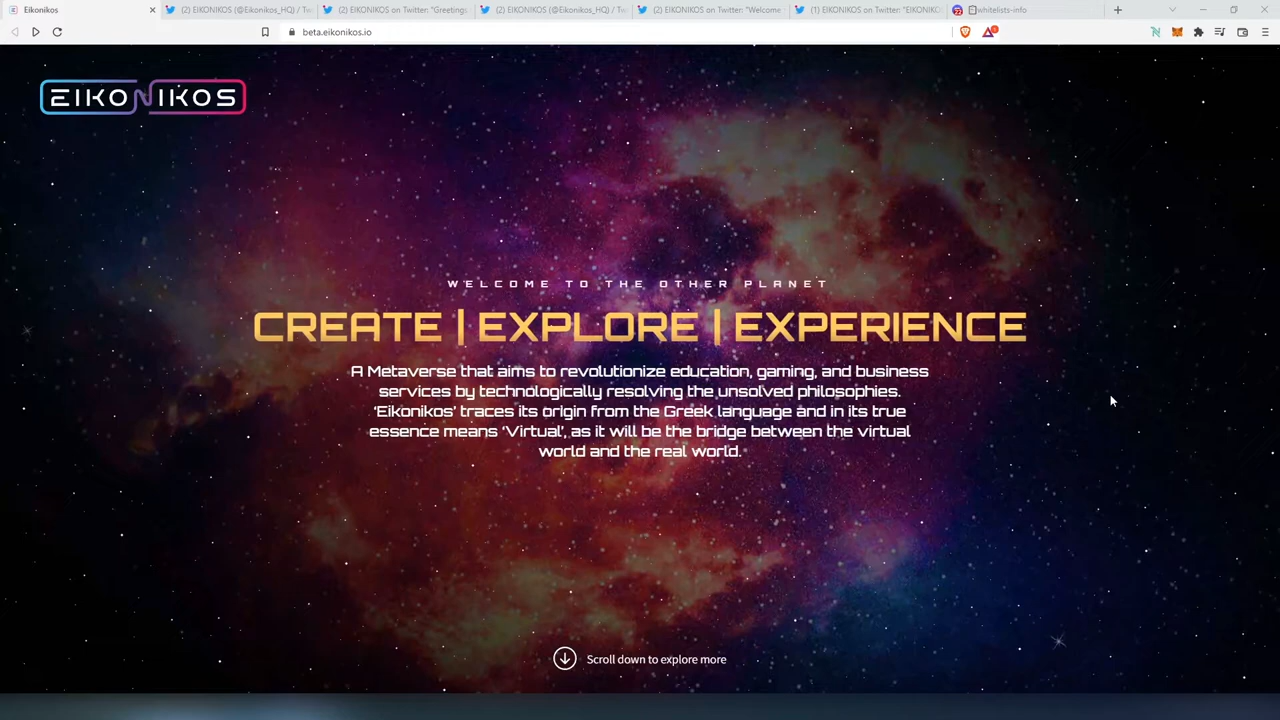 Eikonikos
(2) EIKONIKOS (@Eikonikos_HQ) / Twi
(2) EIKONIKOS on Twitter: "Greetings
(2) EIKONIKOS (@Eikonikos_HQ) / Twi
(2) EIKONIKOS on Twitter: "Welcome
(1) EIKONIKOS on Twitter: "EIKONIKO
whitelists-info
beta.eikonikos.io
EIKONIKOS
WELCOME TO THE OTHER PLANET
CREATE | EXPLORE | EXPERIENCE
A Metaverse that aims to revolutionize education, gaming, and business
services by technologically resolving the unsolved philosophies.
‘Eikonikos’ traces its origin from the Greek language and in its true
essence means ‘Virtual’, as it will be the bridge between the virtual
world and the real world.
Scroll down to explore more